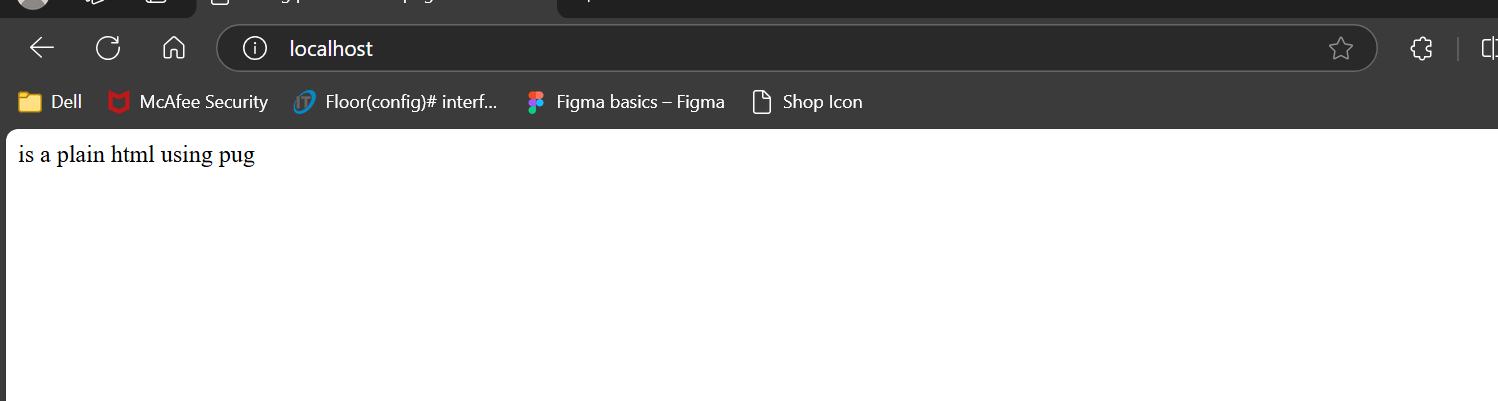 localhost
Dell
McAfee Security
Floor(config)# interf...
Figma basics – Figma
Shop Icon
is a plain html using pug